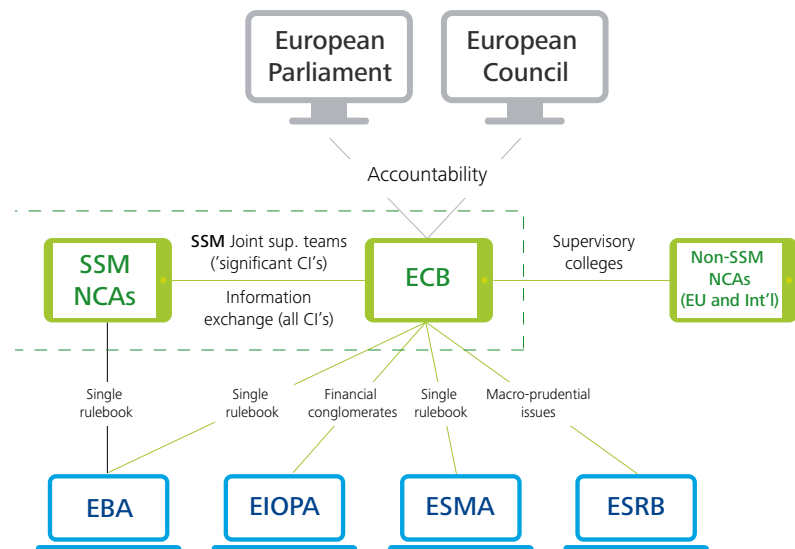 European
Parliament
European
Council
Accountability
SSM
NCAs
SSM Joint sup. teams
('significant CI's)
Information
exchange (all CI's)
ECB
Supervisory
colleges
Non-SSM
NCAs
(EU and Int'l)
Single
rulebook
Single
rulebook
Financial
conglomerates
Single
rulebook
Macro-prudential
issues
EBA
EIOPA
ESMA
ESRB